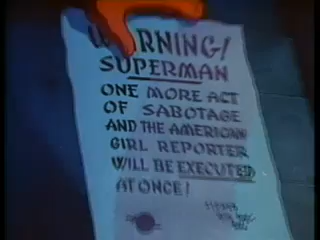 WARNING!
SUPERMAN
ONE MORE ACT
OF SABOTAGE
AND THE AMERICAN
GIRL REPORTER
WILL BE EXECUTED
AT ONCE!